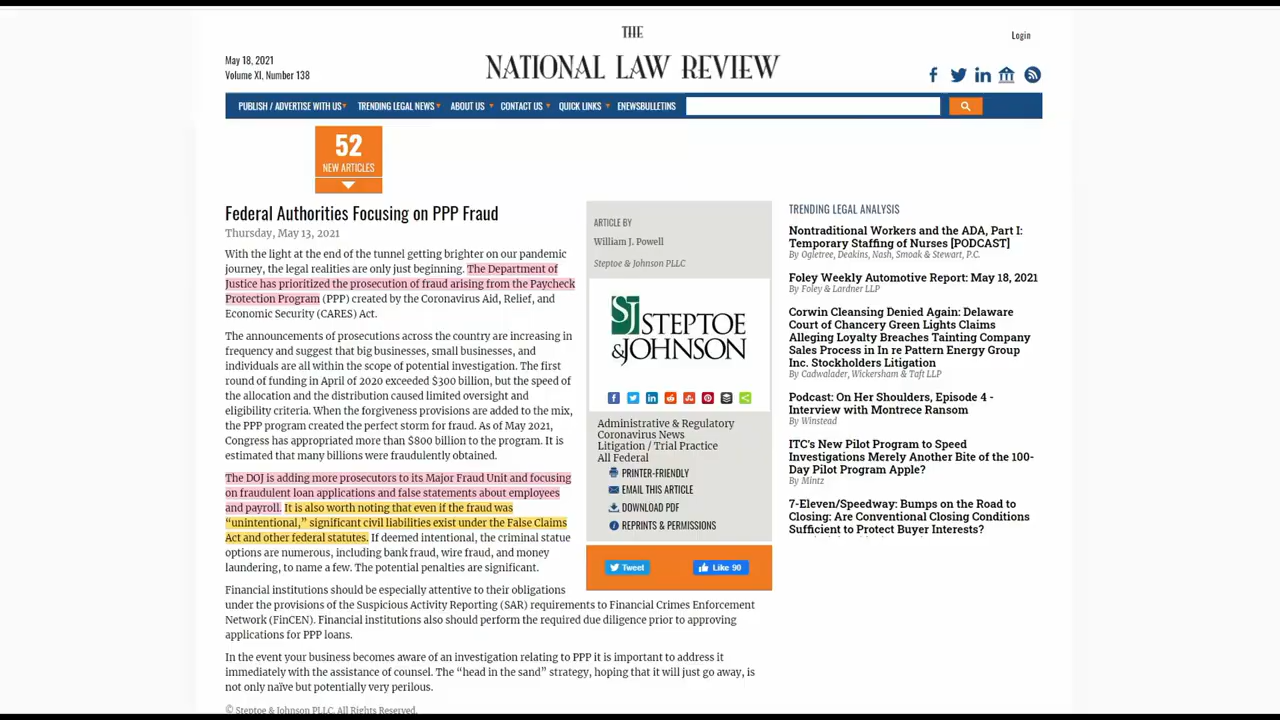 THE
NATIONAL LAW REVIEW
Login
May 18, 2021
Volume XI, Number 138
PUBLISH / ADVERTISE WITH US
TRENDING LEGAL NEWS
ABOUT US
CONTACT US
QUICK LINKS
ENEWSBULLETINS
52
NEW ARTICLES
Federal Authorities Focusing on PPP Fraud
Thursday, May 13, 2021
With the light at the end of the tunnel getting brighter on our pandemic
journey, the legal realities are only just beginning. The Department of
Justice has prioritized the prosecution of fraud arising from the Paycheck
Protection Program (PPP) created by the Coronavirus Aid, Relief, and
Economic Security (CARES) Act.
The announcements of prosecutions across the country are increasing in
frequency and suggest that big businesses, small businesses, and
individuals are all within the scope of potential investigation. The first
round of funding in April of 2020 exceeded $300 billion, but the speed of
the allocation and the distribution caused limited oversight and
eligibility criteria. When the forgiveness provisions are added to the mix,
the PPP program created the perfect storm for fraud. As of May 2021,
Congress has appropriated more than $800 billion to the program. It is
estimated that many billions were fraudulently obtained.
The DOJ is adding more prosecutors to its Major Fraud Unit and focusing
on fraudulent loan applications and false statements about employees
and payroll. It is also worth noting that even if the fraud was
“unintentional,” significant civil liabilities exist under the False Claims
Act and other federal statutes. If deemed intentional, the criminal statue
options are numerous, including bank fraud, wire fraud, and money
laundering, to name a few. The potential penalties are significant.
Financial institutions should be especially attentive to their obligations
under the provisions of the Suspicious Activity Reporting (SAR) requirements to Financial Crimes Enforcement
Network (FinCEN). Financial institutions also should perform the required due diligence prior to approving
applications for PPP loans.
In the event your business becomes aware of an investigation relating to PPP it is important to address it
immediately with the assistance of counsel. The “head in the sand” strategy, hoping that it will just go away, is
not only naïve but potentially very perilous.
© Steptoe & Johnson PLLC. All Rights Reserved.
ARTICLE BY
William J. Powell
Steptoe & Johnson PLLC
SJ STEPTOE
&JOHNSON
Administrative & Regulatory
Coronavirus News
Litigation / Trial Practice
All Federal
PRINTER-FRIENDLY
EMAIL THIS ARTICLE
DOWNLOAD PDF
REPRINTS & PERMISSIONS
Tweet
Like 90
TRENDING LEGAL ANALYSIS
Nontraditional Workers and the ADA, Part I:
Temporary Staffing of Nurses [PODCAST]
By Ogletree, Deakins, Nash, Smoak & Stewart, P.C.
Foley Weekly Automotive Report: May 18, 2021
By Foley & Lardner LLP
Corwin Cleansing Denied Again: Delaware
Court of Chancery Green Lights Claims
Alleging Loyalty Breaches Tainting Company
Sales Process in In re Pattern Energy Group
Inc. Stockholders Litigation
By Cadwalader, Wickersham & Taft LLP
Podcast: On Her Shoulders, Episode 4 -
Interview with Montrece Ransom
By Winstead
ITC's New Pilot Program to Speed
Investigations Merely Another Bite of the 100-
Day Pilot Program Apple?
By Mintz
7-Eleven/Speedway: Bumps on the Road to
Closing: Are Conventional Closing Conditions
Sufficient to Protect Buyer Interests?